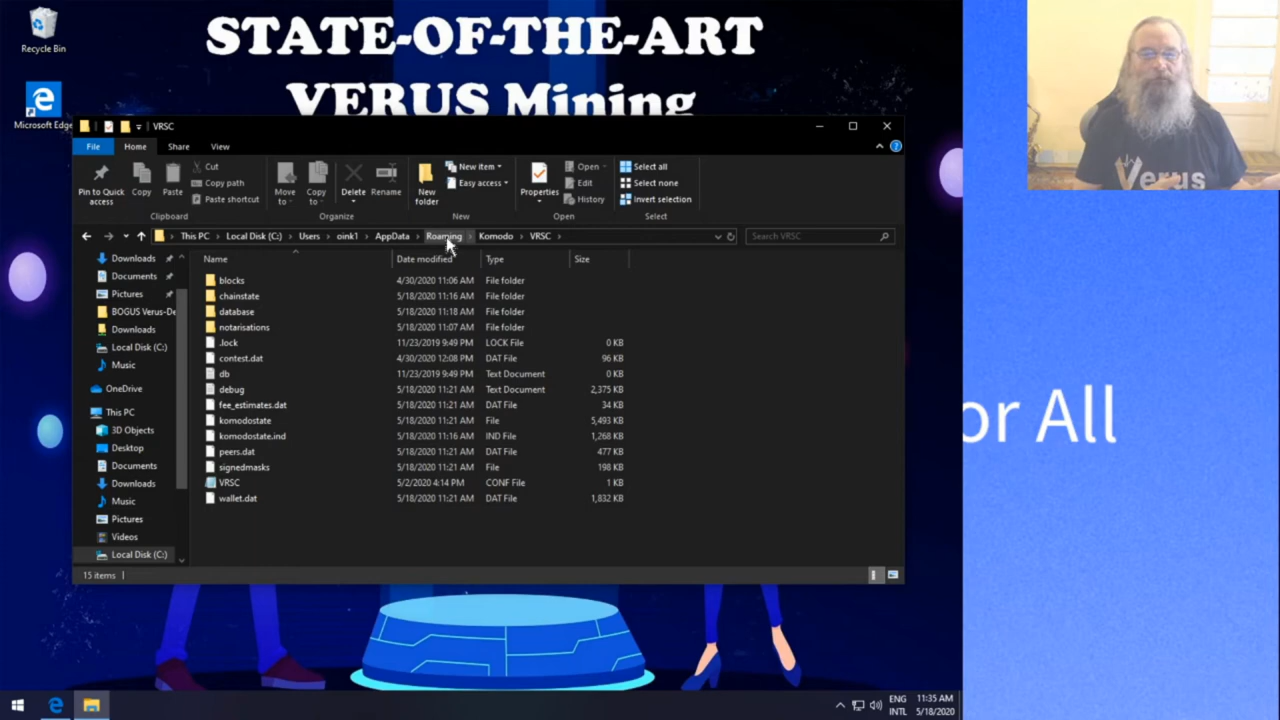 STATE-OF-THE-ART
VERUS Mining
Recycle Bin
Microsoft Edge
VRSC
File Home Share View
Pin to Quick access
Copy
Paste
Cut
Copy path
Paste shortcut
Clipboard
Move to
Copy to
Delete
Rename
Organize
New folder
New item
Easy access
New
Properties
Open
Edit
History
Open
Select all
Select none
Invert selection
Select
This PC > Local Disk (C:) > Users > oink1 > AppData > Roaming > Komodo > VRSC >
Search VRSC
Downloads
Documents
Pictures
BOGUS Verus-De
Downloads
Local Disk (C:)
Music
OneDrive
This PC
3D Objects
Desktop
Documents
Downloads
Music
Pictures
Videos
Local Disk (C:)
Name Date modified Type Size
blocks 4/30/2020 11:06 AM File folder
chainstate 5/18/2020 11:16 AM File folder
database 5/18/2020 11:18 AM File folder
notarisations 5/18/2020 11:07 AM File folder
.lock 11/23/2019 9:49 PM LOCK File 0 KB
contest.dat 4/30/2020 12:08 PM DAT File 96 KB
db 11/23/2019 9:49 PM Text Document 0 KB
debug 5/18/2020 11:21 AM Text Document 2,375 KB
fee_estimates.dat 5/18/2020 11:21 AM DAT File 34 KB
komodostate 5/18/2020 11:21 AM File 5,493 KB
komodostate.ind 5/18/2020 11:16 AM IND File 1,268 KB
peers.dat 5/18/2020 11:21 AM DAT File 477 KB
signedmasks 5/18/2020 11:21 AM File 198 KB
VRSC 5/2/2020 4:14 PM CONF File 1 KB
wallet.dat 5/18/2020 11:21 AM DAT File 1,832 KB
15 items
ENG
INTL
11:35 AM
5/18/2020
Verus
or All